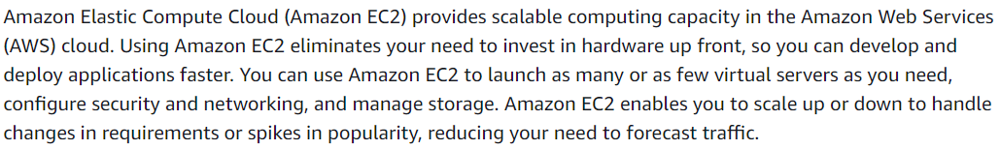 Amazon Elastic Compute Cloud (Amazon EC2) provides scalable computing capacity in the Amazon Web Services
(AWS) cloud. Using Amazon EC2 eliminates your need to invest in hardware up front, so you can develop and
deploy applications faster. You can use Amazon EC2 to launch as many or as few virtual servers as you need,
configure security and networking, and manage storage. Amazon EC2 enables you to scale up or down to handle
changes in requirements or spikes in popularity, reducing your need to forecast traffic.